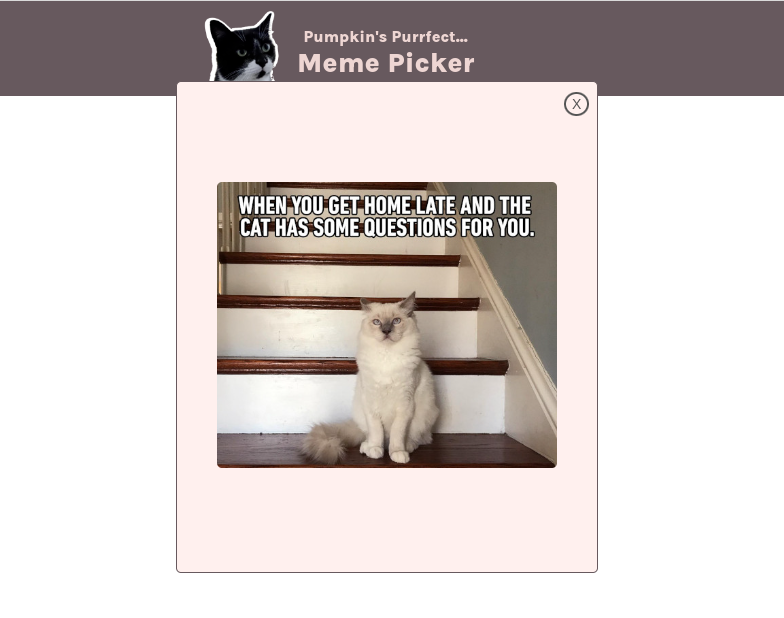 Pumpkin's Purrfect...
Meme Picker
X
WHEN YOU GET HOME LATE AND THE
CAT HAS SOME QUESTIONS FOR YOU.